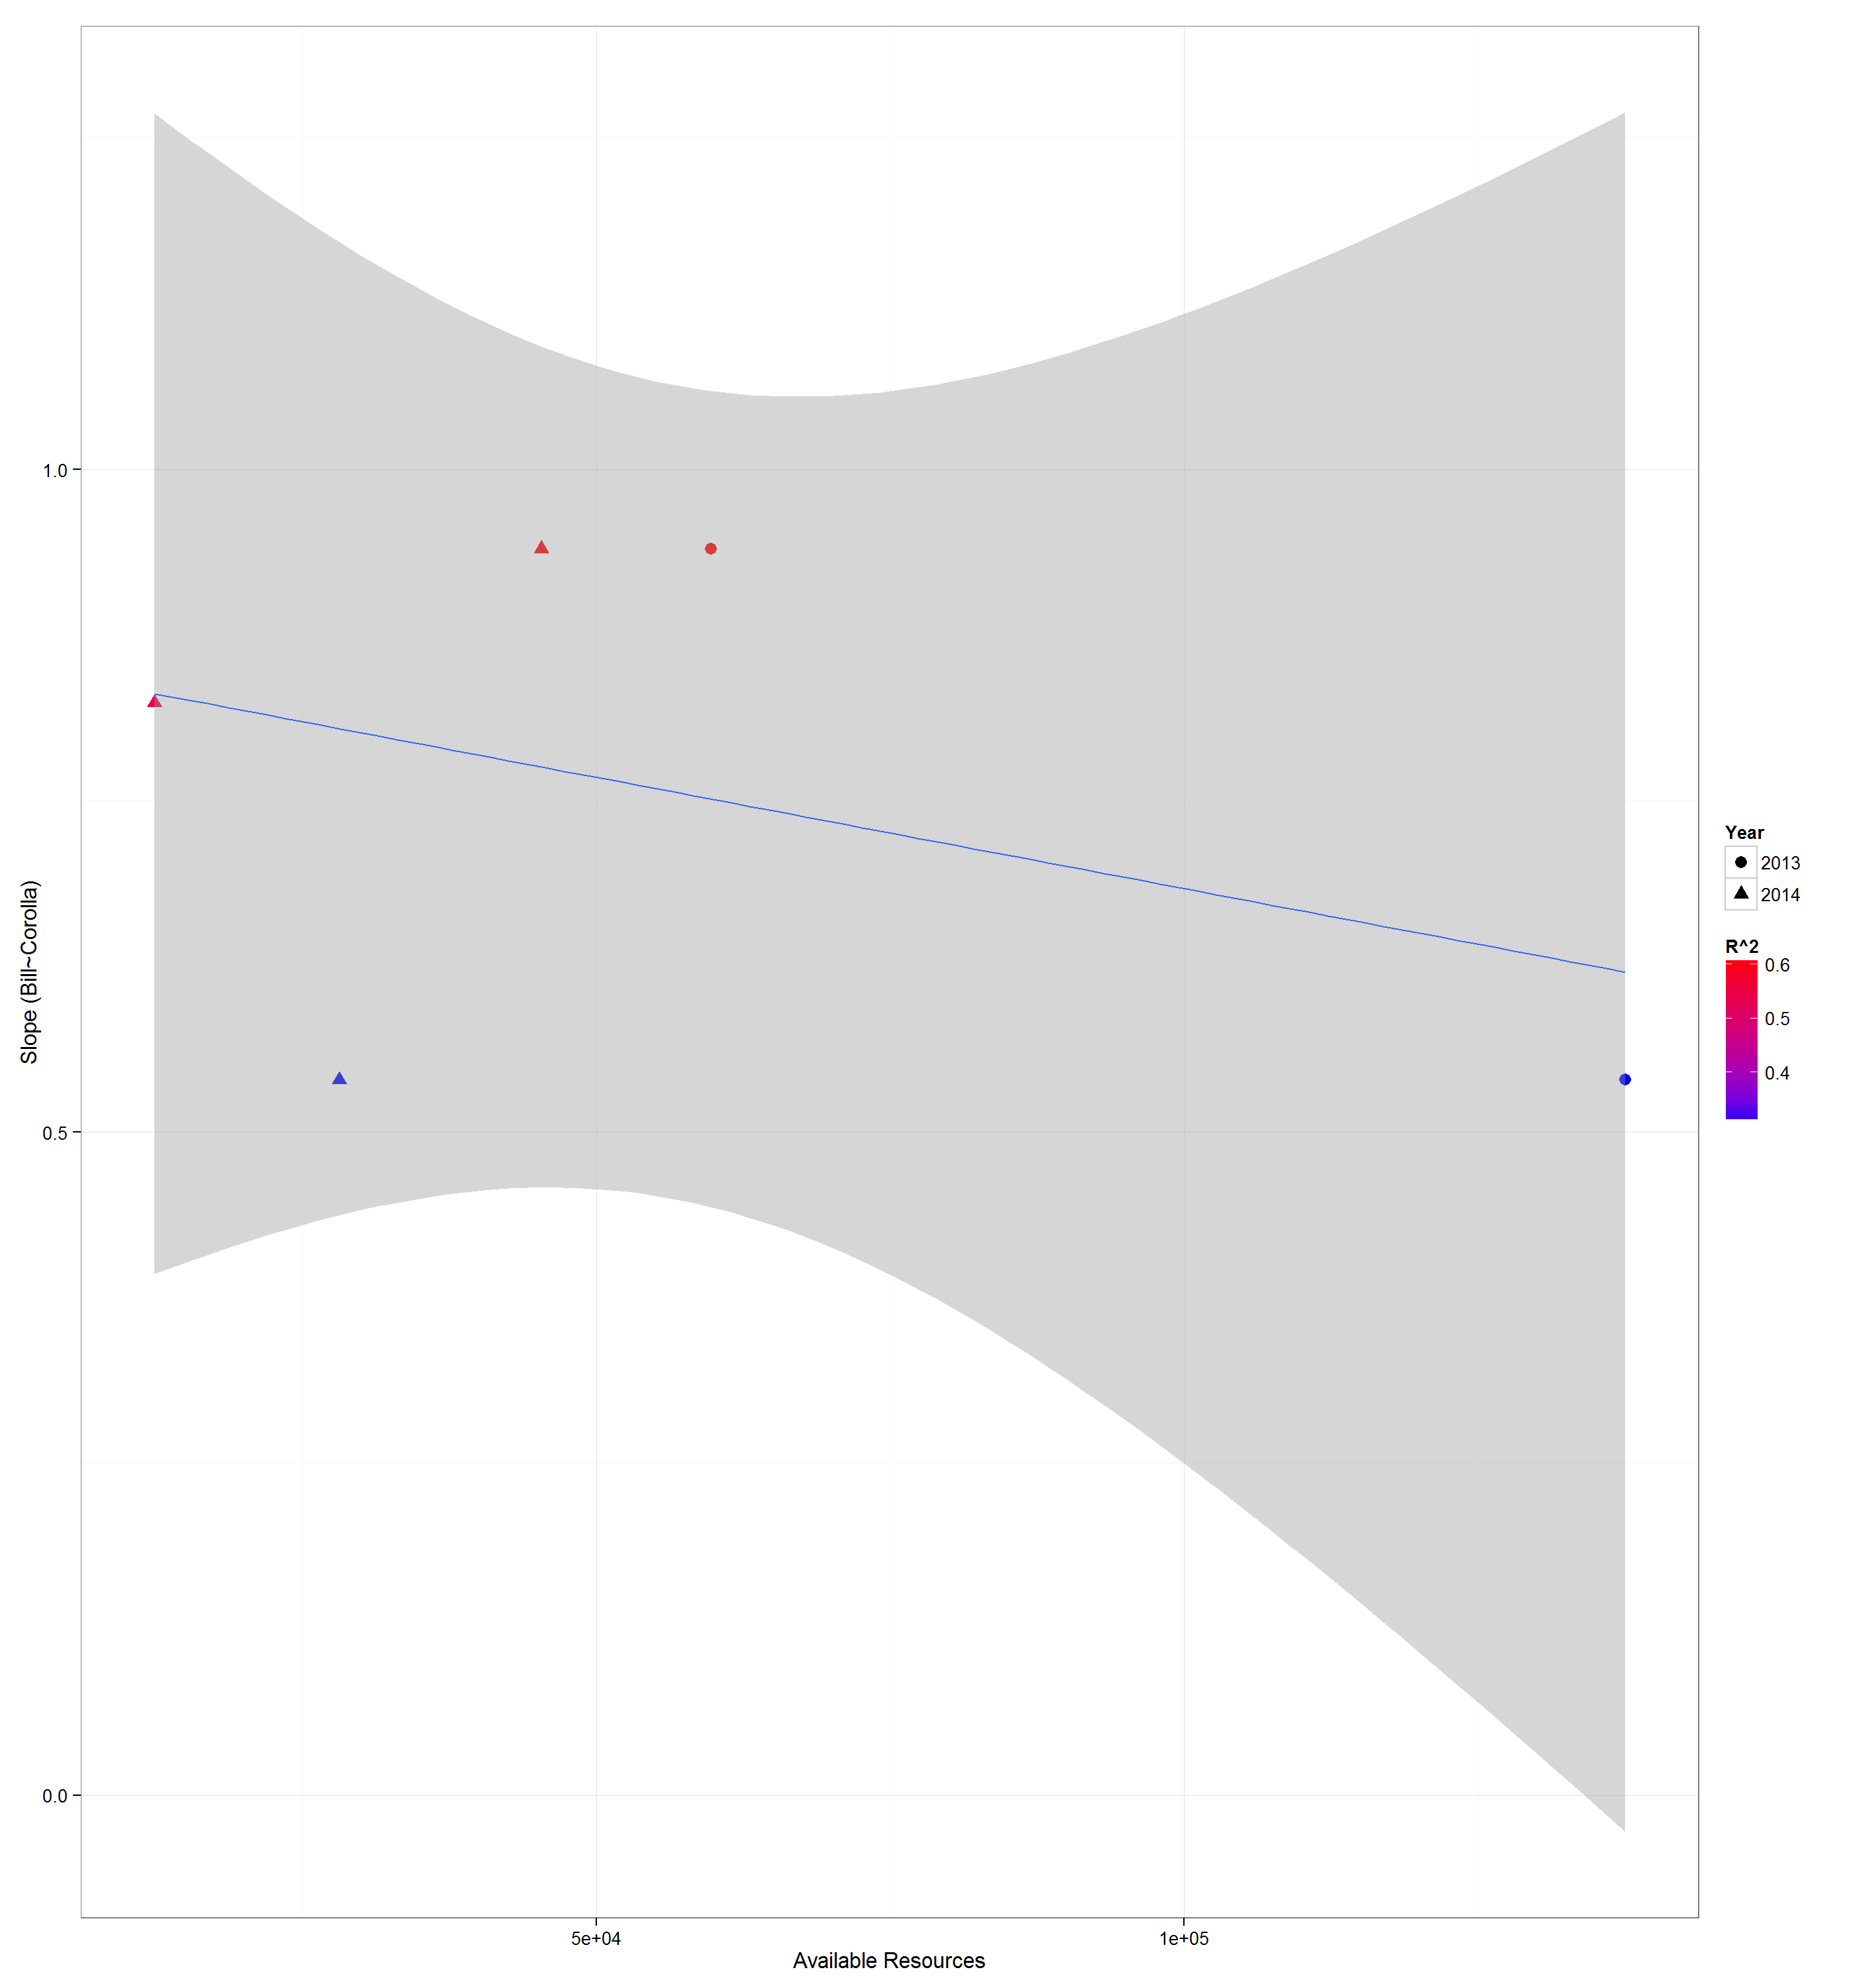 1.0
0.5
0.0
Slope (Bill~Corolla)
5e+04
1e+05
Available Resources
Year
2013
2014
R^2
0.6
0.5
0.4